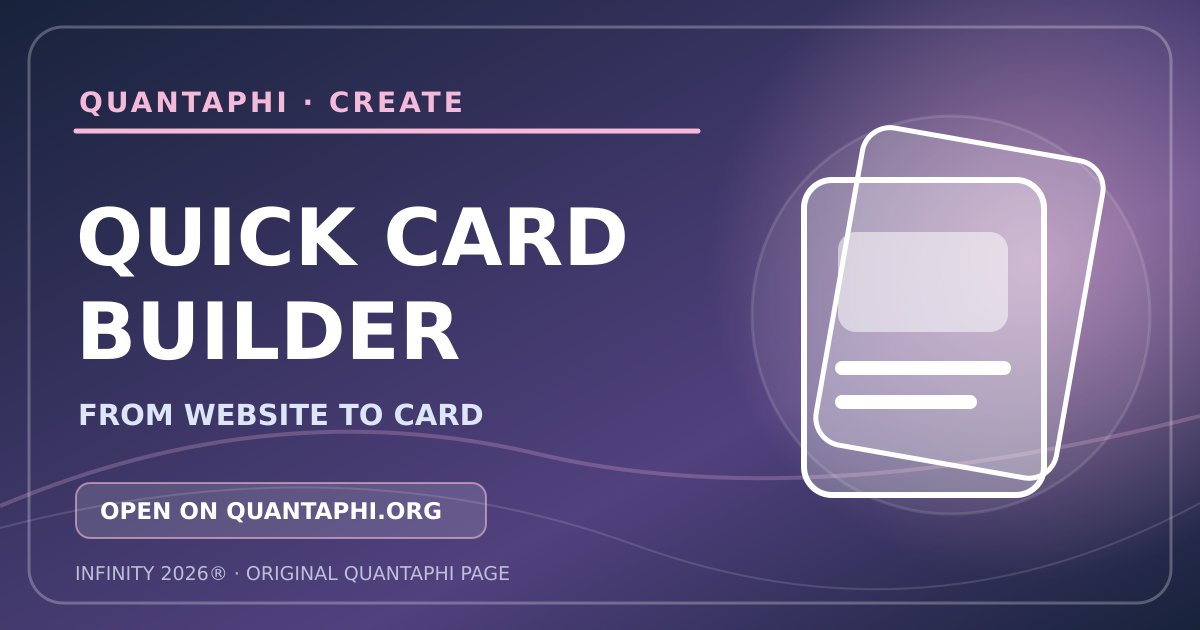 QUANTAPHI · CREATE
QUICK CARD
BUILDER
FROM WEBSITE TO CARD
OPEN ON QUANTAPHI.ORG
INFINITY 2026® · ORIGINAL QUANTAPHI PAGE